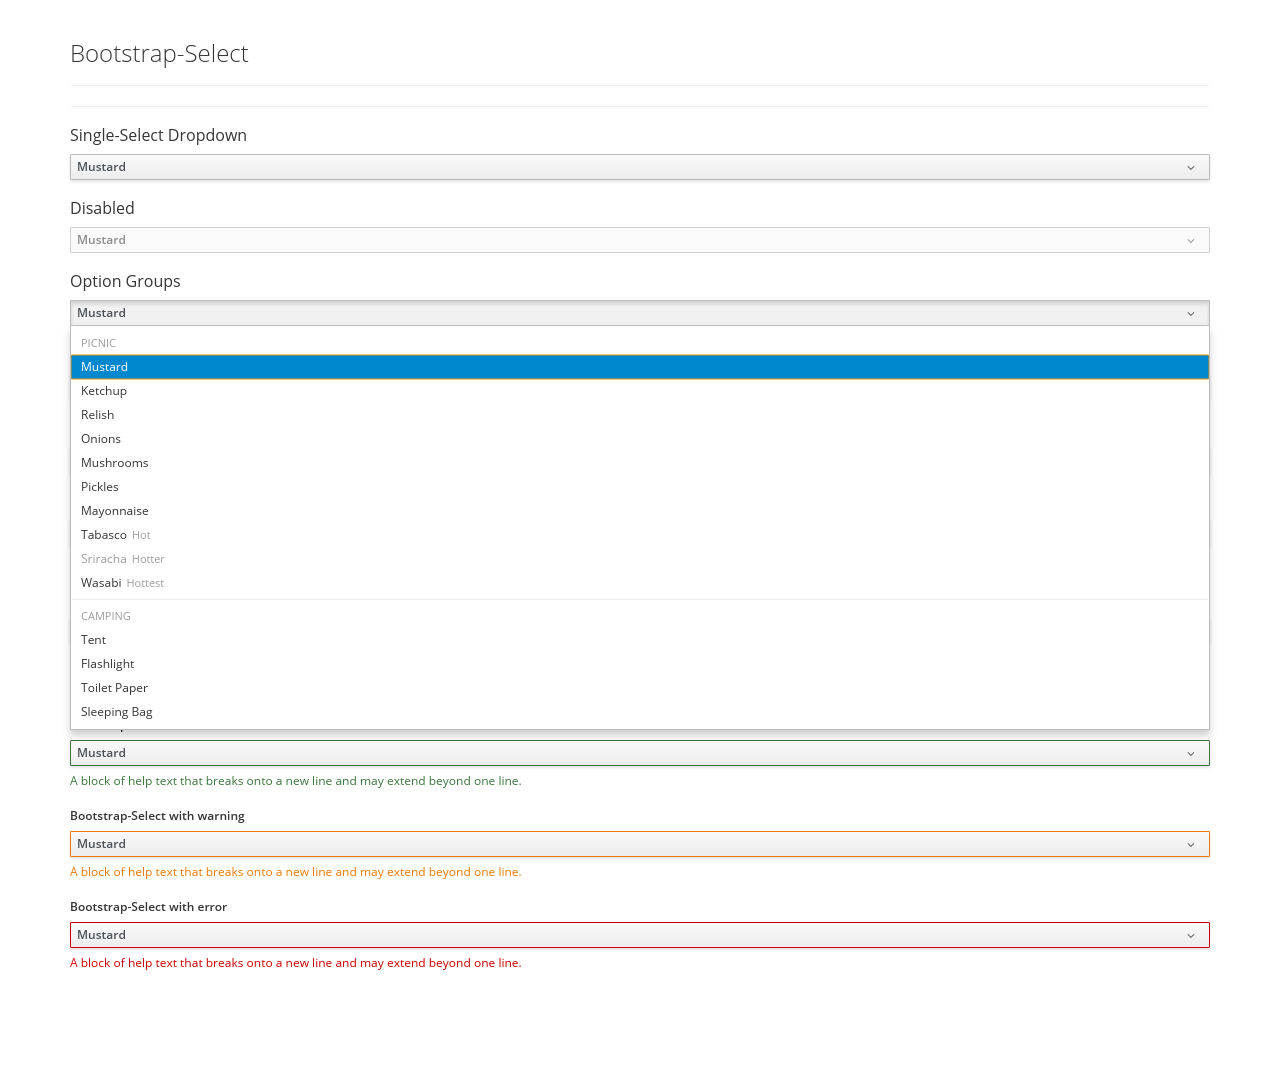 Bootstrap-Select
Single-Select Dropdown
Mustard
Disabled
Mustard
Option Groups
Mustard
PICNIC
Mustard
Ketchup
Relish
Onions
Mushrooms
Pickles
Mayonnaise
Tabasco Hot
Sriracha Hotter
Wasabi Hottest
CAMPING
Tent
Flashlight
Toilet Paper
Sleeping Bag
Mustard
A block of help text that breaks onto a new line and may extend beyond one line.
Bootstrap-Select with warning
Mustard
A block of help text that breaks onto a new line and may extend beyond one line.
Bootstrap-Select with error
Mustard
A block of help text that breaks onto a new line and may extend beyond one line.